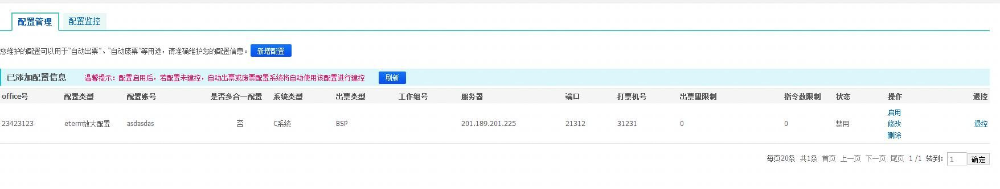 配置管理 配置监控
您维护的配置可以用于“自动出票”、“自动废票”等用途，请准确维护您的配置信息。 新增配置
已添加配置信息 温馨提示：配置启用后，若配置未建控，自动出票或废票配置系统将自动使用该配置进行建控 刷新
office号 配置类型 配置账号 是否多合一配置 系统类型 出票类型 工作组号 服务器 端口 打票机号 出票量限制 指令数限制 状态 操作 退控
启用
23423123 eterm放大配置 asdasdas 否 C系统 BSP 201.189.201.225 21312 31231 0 0 禁用 修改 退控
删除
每页20条 共1条 首页 上一页 下一页 尾页 1 /1 转到： 1 确定